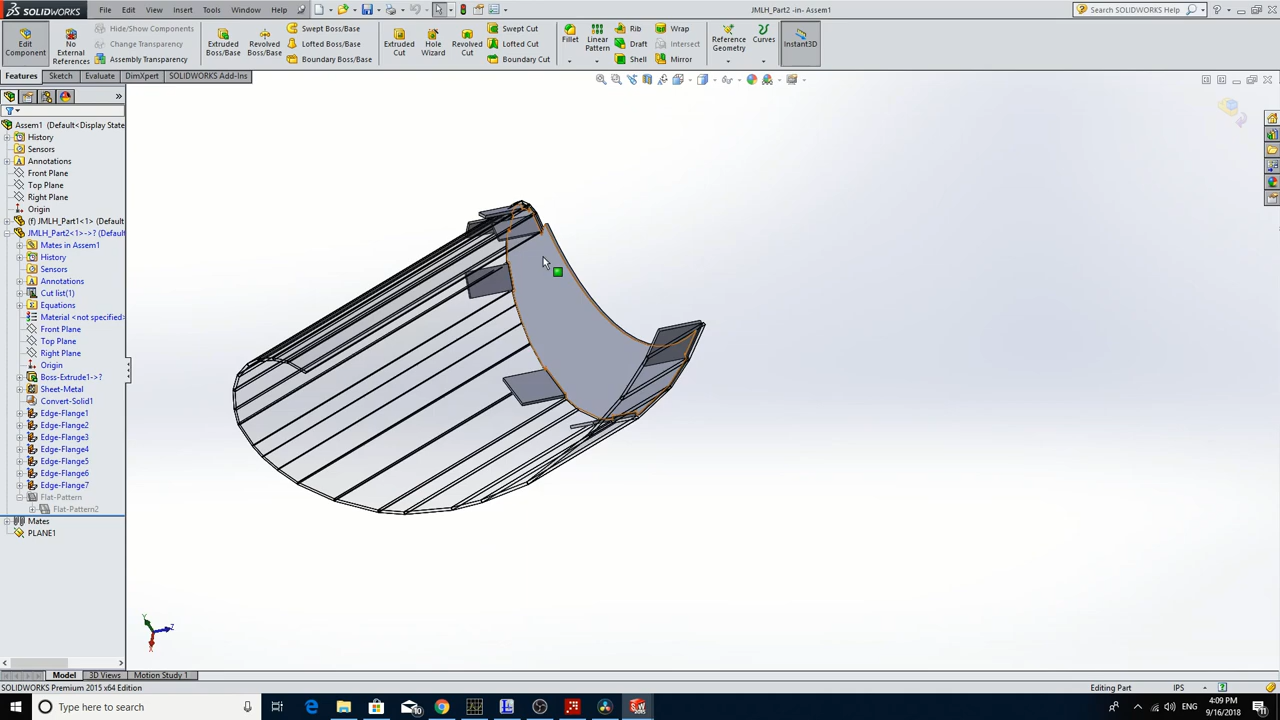 SOLIDWORKS
File Edit View Insert Tools Window Help
JMLH_Part2 -in- Assem1
Search SOLIDWORKS Help
Edit Component
No External References
Hide/Show Components
Change Transparency
Assembly Transparency
Extruded Boss/Base
Revolved Boss/Base
Swept Boss/Base
Lofted Boss/Base
Boundary Boss/Base
Extruded Cut
Hole Wizard
Revolved Cut
Swept Cut
Lofted Cut
Boundary Cut
Fillet
Linear Pattern
Rib
Draft
Shell
Wrap
Intersect
Mirror
Reference Geometry
Curves
Instant3D
Features Sketch Evaluate DimXpert SOLIDWORKS Add-Ins
Assem1 (Default<Display State
History
Sensors
Annotations
Front Plane
Top Plane
Right Plane
Origin
(f) JMLH_Part1<1> (Default
JMLH_Part2<1>->? (Default
Mates in Assem1
History
Sensors
Annotations
Cut list(1)
Equations
Material <not specified>
Front Plane
Top Plane
Right Plane
Origin
Boss-Extrude1->?
Sheet-Metal
Convert-Solid1
Edge-Flange1
Edge-Flange2
Edge-Flange3
Edge-Flange4
Edge-Flange5
Edge-Flange6
Edge-Flange7
Flat-Pattern
Flat-Pattern2
Mates
PLANE1
Y
Z
X
Model 3D Views Motion Study 1
SOLIDWORKS Premium 2015 x64 Edition
Editing Part IPS
Type here to search
ENG
4:09 PM
9/16/2018